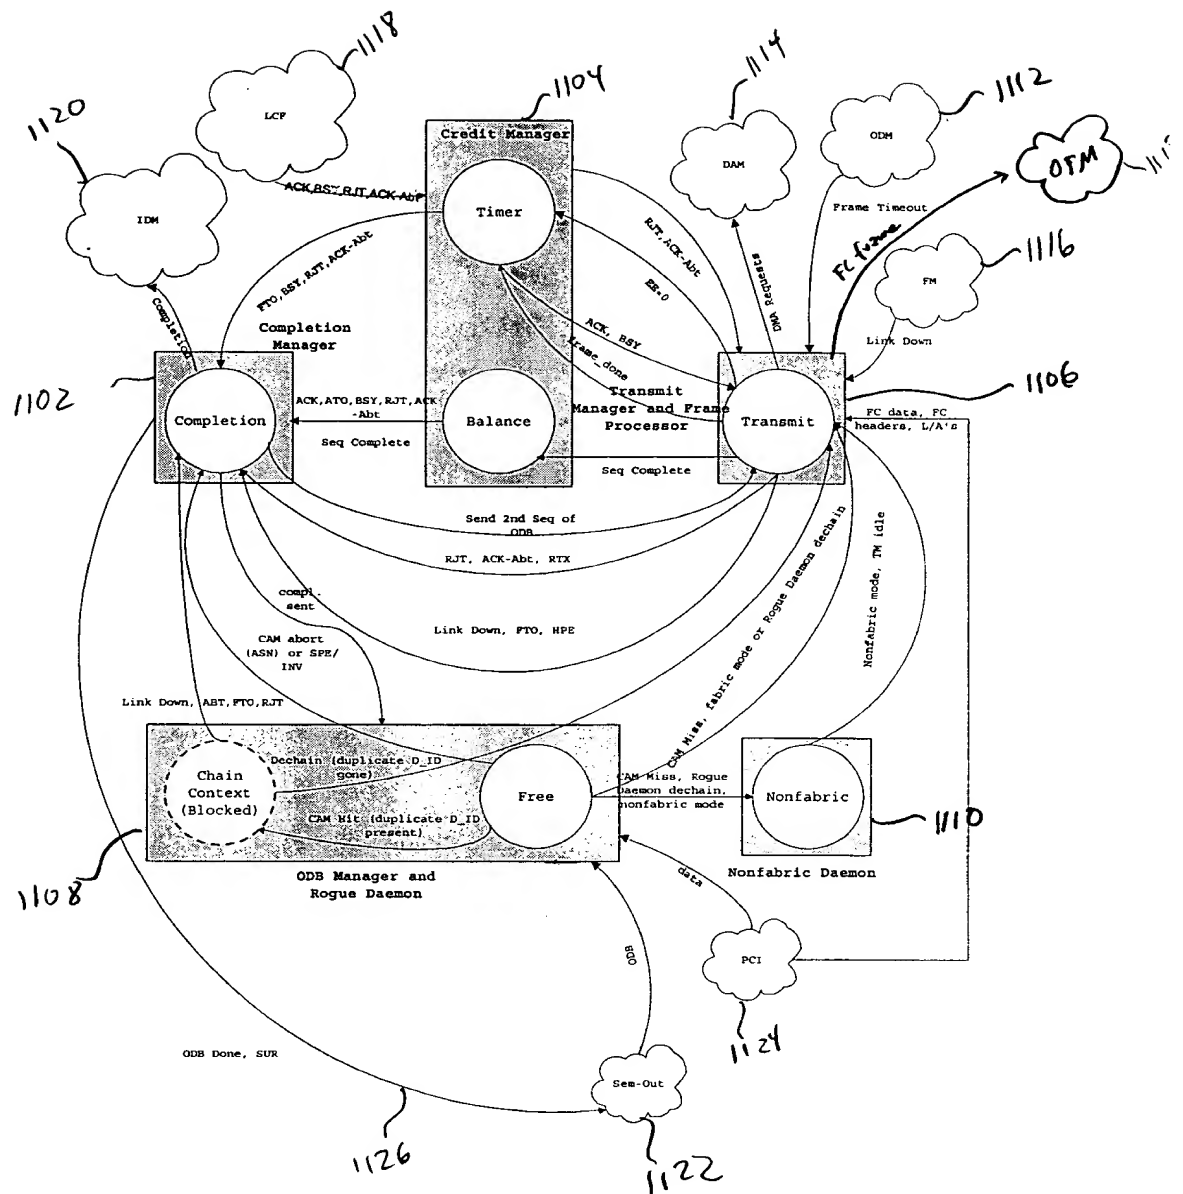 1118
1104
1114
1112
1120
LCF
Credit Manager
ODM
DAM
OFM
ACK,BSY,RJT,ACK-Abt
IDM
Timer
Frame Timeout
RJT,ACK-Abt
FC frame
1116
FM
FTO,BSY,RJT,ACK-Abt
EE=0
DMA Requests
Completion
Completion
Manager
ACK, BSY
frame_done
Link Down
1102
1106
ACK,ATO,BSY,RJT,ACK
-Abt
Transmit
Manager and Frame
Processor
FC data, FC
headers, L/A's
Completion
Balance
Transmit
Seq Complete
Seq Complete
Send 2nd Seq of
ODB
RJT, ACK-Abt, RTX
compl.
sent
Link Down, FTO, HPE
CAM abort
(ASN) or SPE/
INV
CAM Miss, fabric mode or Rogue Daemon dechain
Nonfabric mode, TM idle
Link Down, ABT,FTO,RJT
Dechain (duplicate D_ID
gone)
Chain
Context
(Blocked)
Free
CAM Miss, Rogue
Daemon dechain,
nonfabric mode
Nonfabric
CAM Hit (duplicate D_ID
present)
1110
1108
ODB Manager and
Rogue Daemon
data
Nonfabric Daemon
ODB
PCI
1124
ODB Done, SUR
Sem-Out
1126
1122